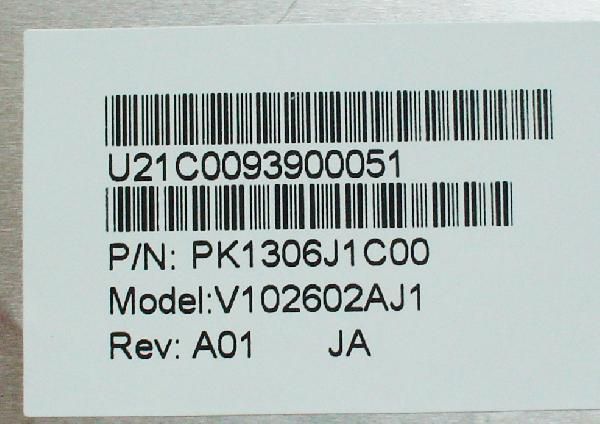 U21C0093900051
P/N: PK1306J1C00
Model:V102602AJ1
Rev: A01 JA